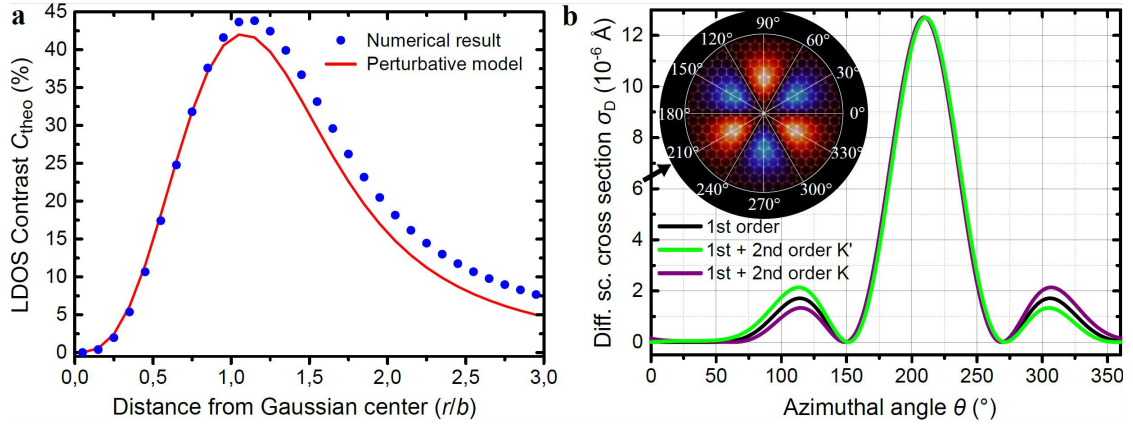 a
LDOS Contrast C_theo (%)
45
40
35
30
25
20
15
10
5
0
Numerical result
Perturbative model
0,0 0,5 1,0 1,5 2,0 2,5 3,0
Distance from Gaussian center (r/b)
b
Diff. sc. cross section σ_D (10⁻⁶ Å)
12
10
8
6
4
2
0
90°
120° 60°
150° 30°
180° 0°
210° 330°
240° 300°
270°
1st order
1st + 2nd order K'
1st + 2nd order K
0 50 100 150 200 250 300 350
Azimuthal angle θ (°)